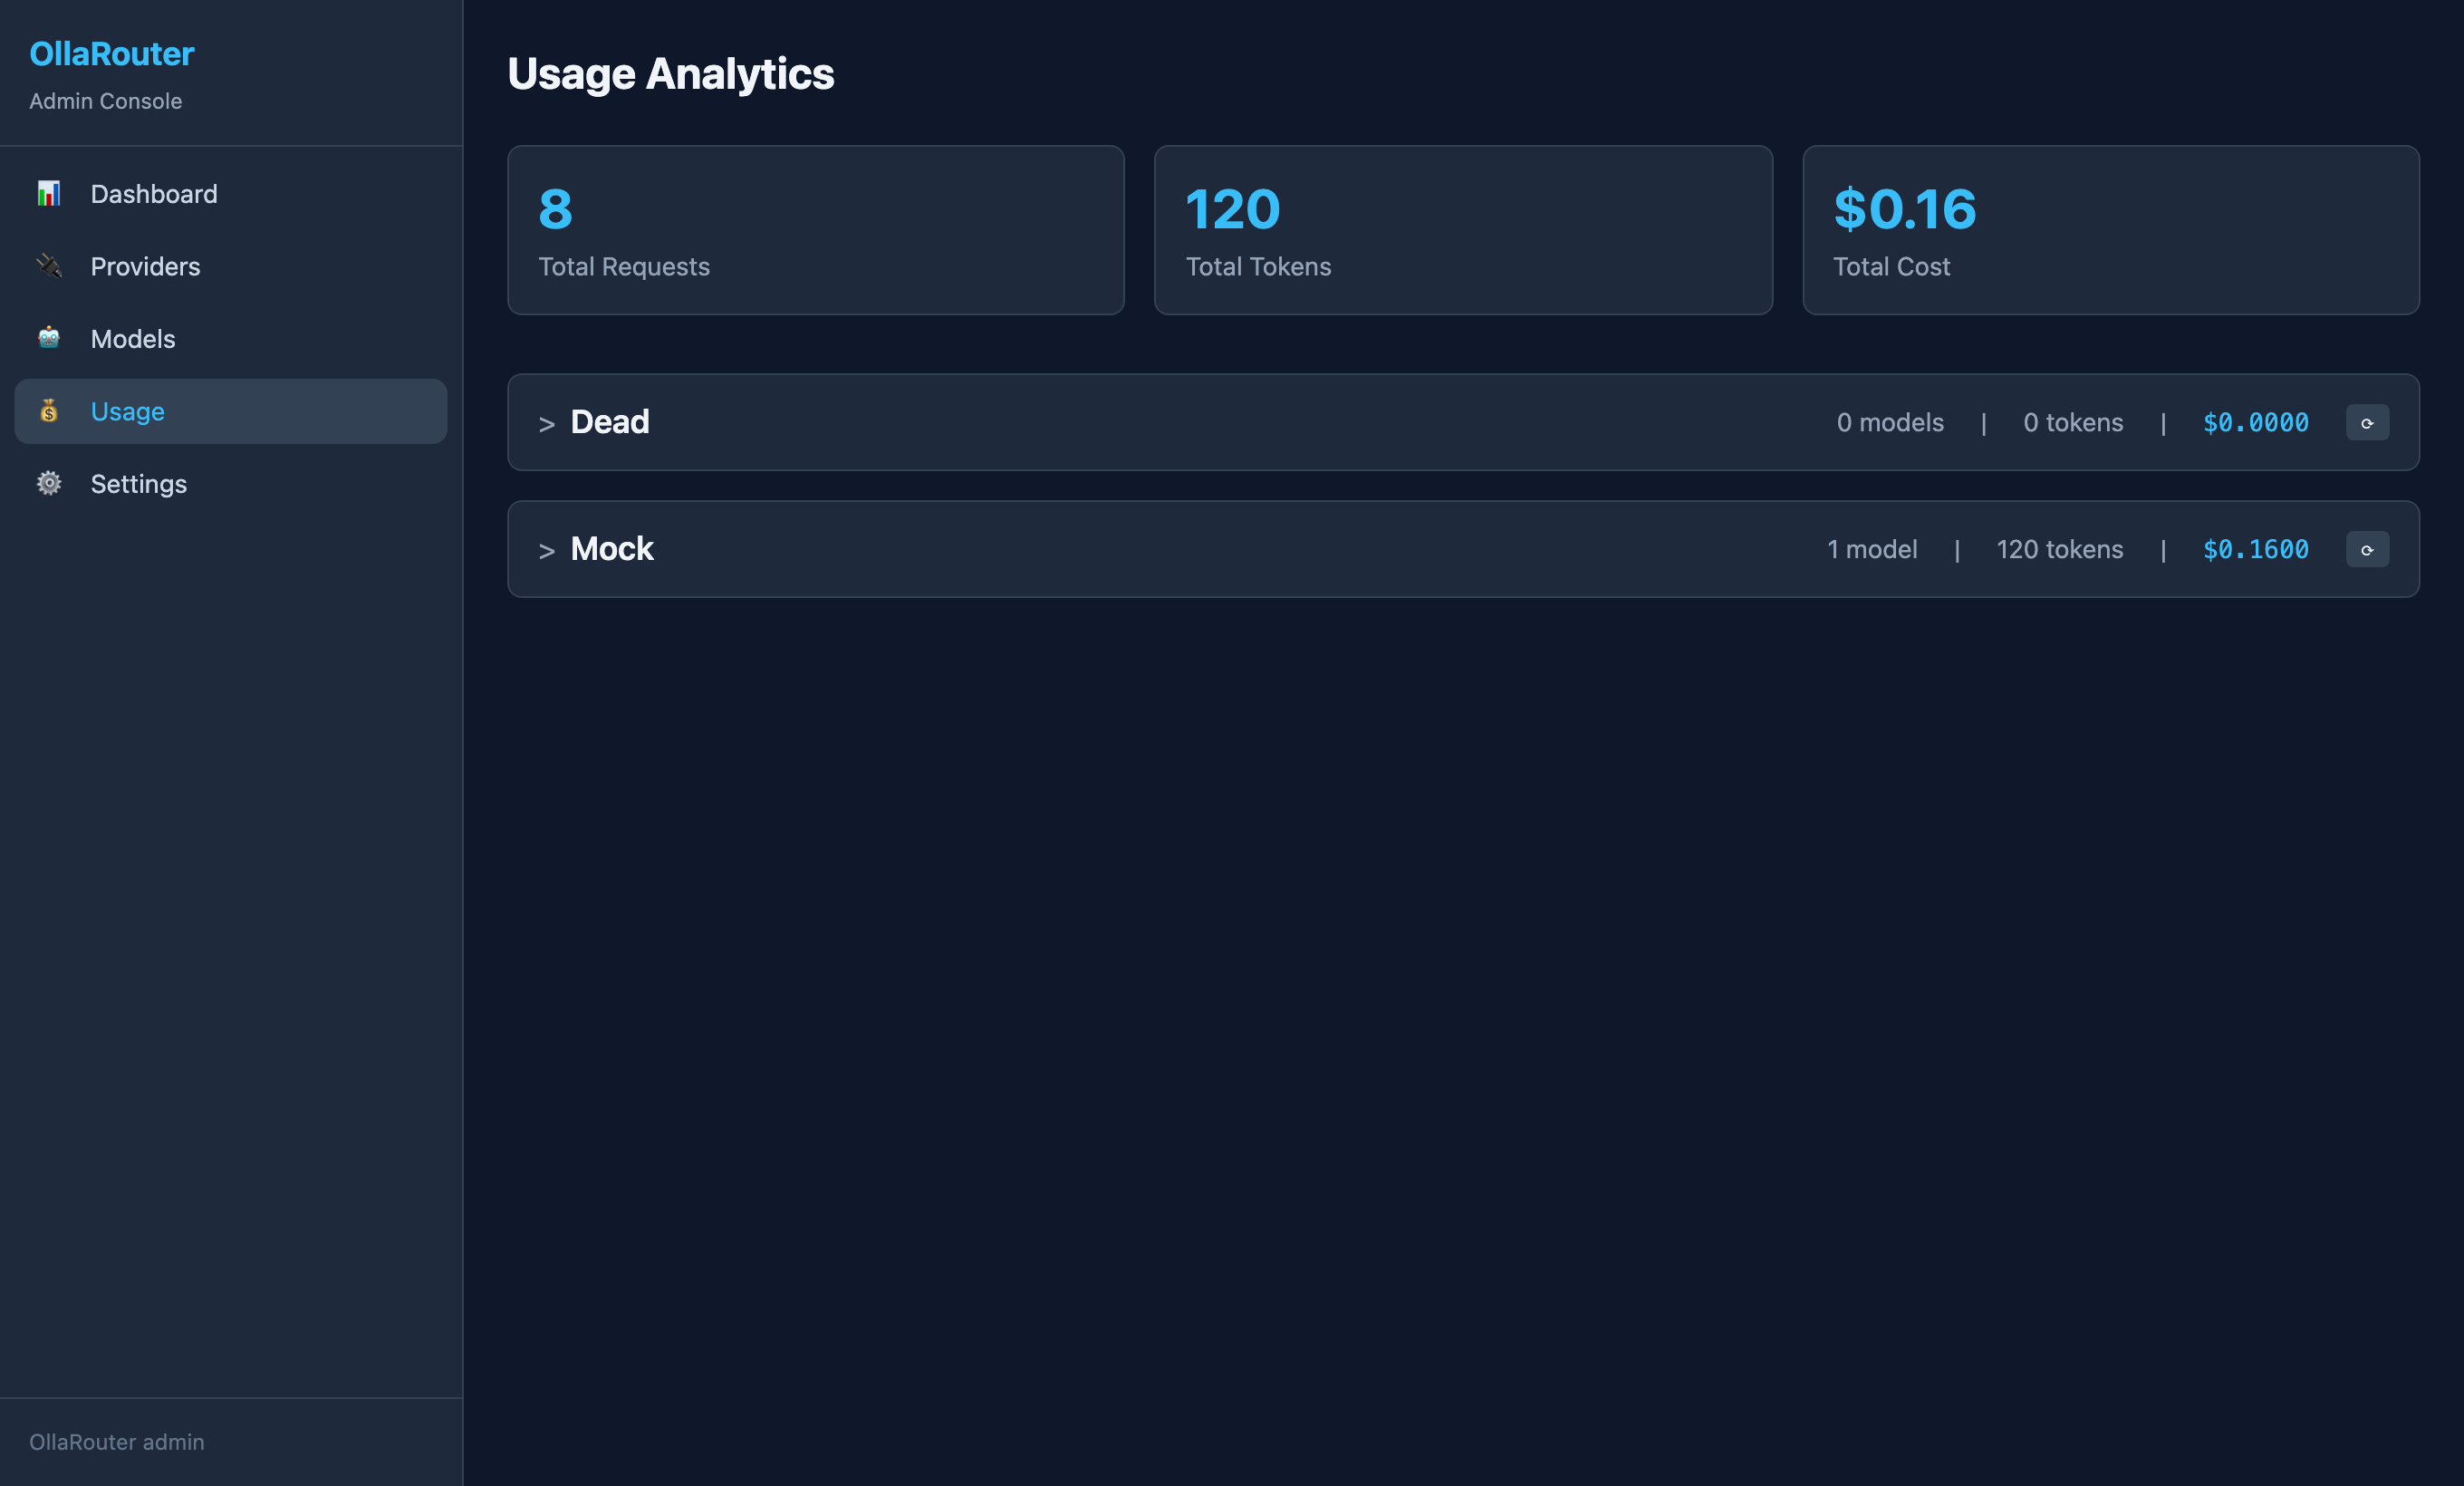 OllaRouter
Admin Console
Dashboard
Providers
Models
Usage
Settings
OllaRouter admin
Usage Analytics
8
Total Requests
120
Total Tokens
$0.16
Total Cost
> Dead 0 models | 0 tokens | $0.0000 ⟳
> Mock 1 model | 120 tokens | $0.1600 ⟳